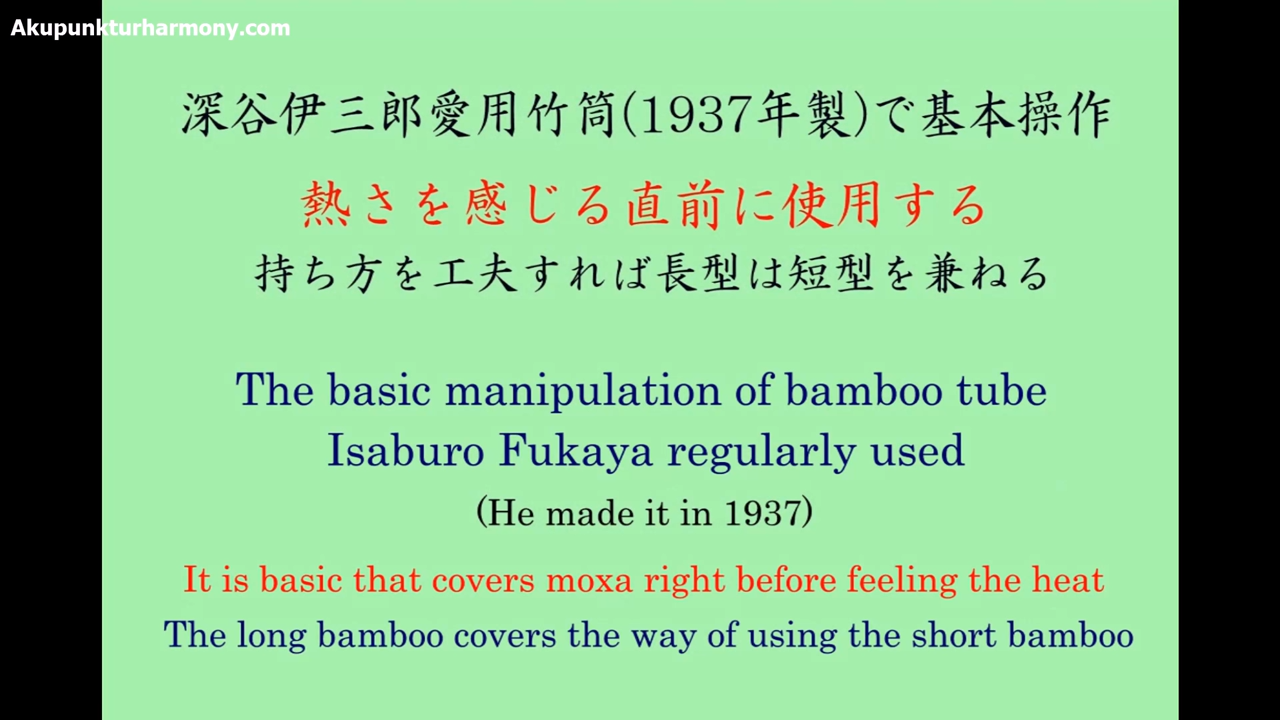 Akupunkturharmony.com
深谷伊三郎愛用竹筒(1937年製)で基本操作
熱さを感じる直前に使用する
持ち方を工夫すれば長型は短型を兼ねる
The basic manipulation of bamboo tube
Isaburo Fukaya regularly used
(He made it in 1937)
It is basic that covers moxa right before feeling the heat
The long bamboo covers the way of using the short bamboo